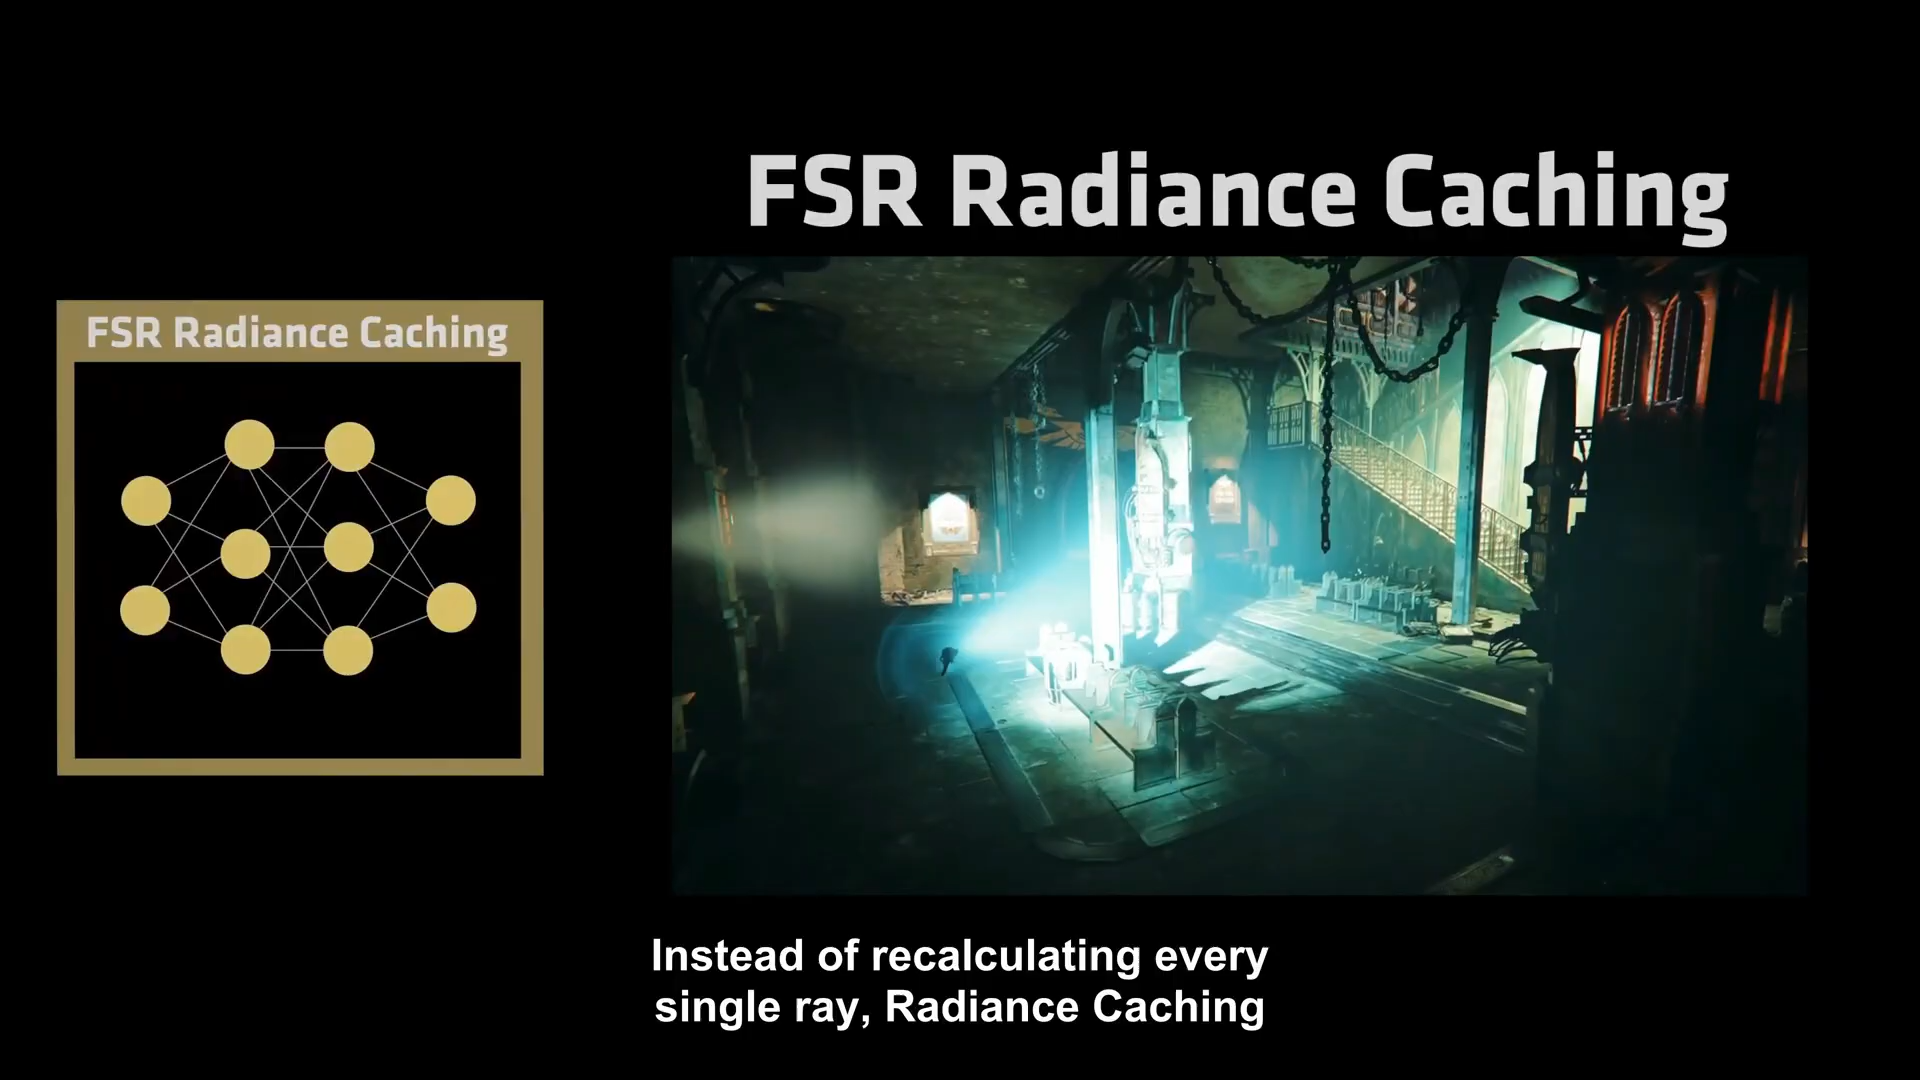 FSR Radiance Caching
FSR Radiance Caching
Instead of recalculating every
single ray, Radiance Caching